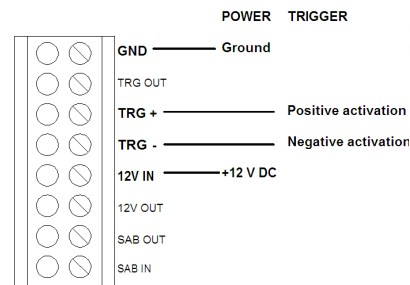 POWER TRIGGER
GND Ground
TRG OUT
TRG + Positive activation
TRG - Negative activation
12V IN +12 V DC
12V OUT
SAB OUT
SAB IN